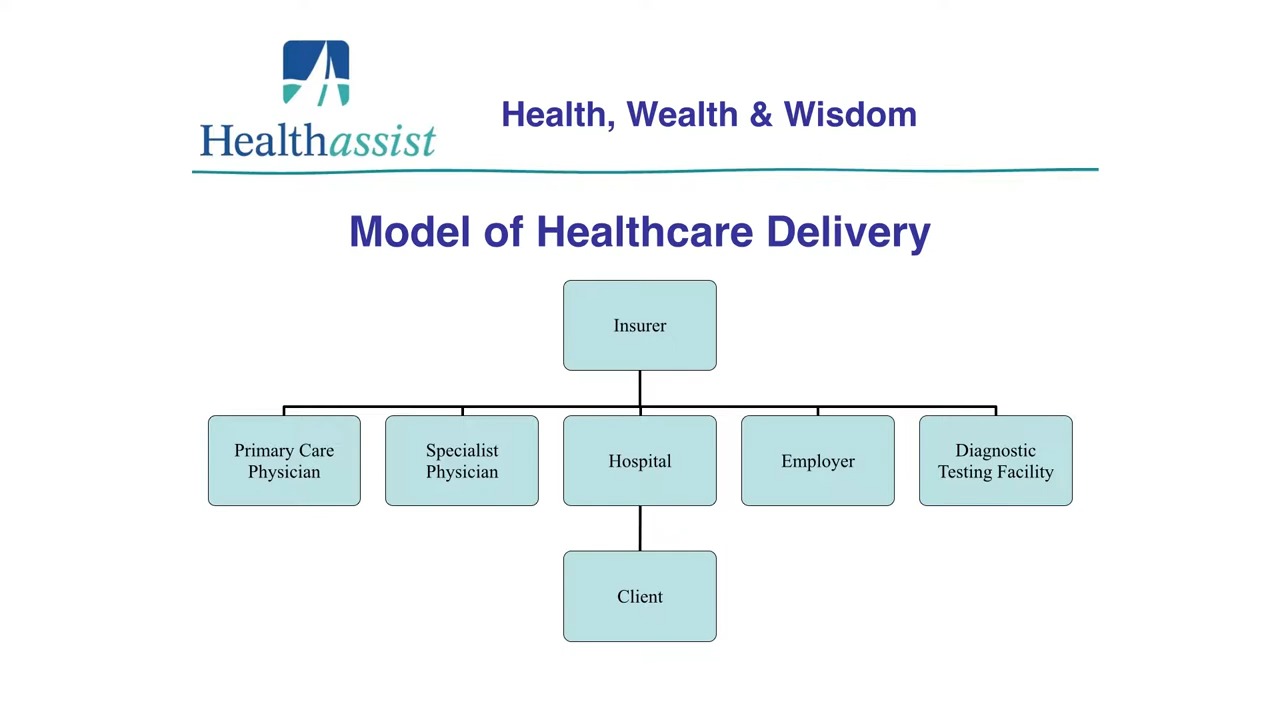 Healthassist
Health, Wealth & Wisdom
Model of Healthcare Delivery
Insurer
Primary Care
Physician
Specialist
Physician
Hospital
Employer
Diagnostic
Testing Facility
Client